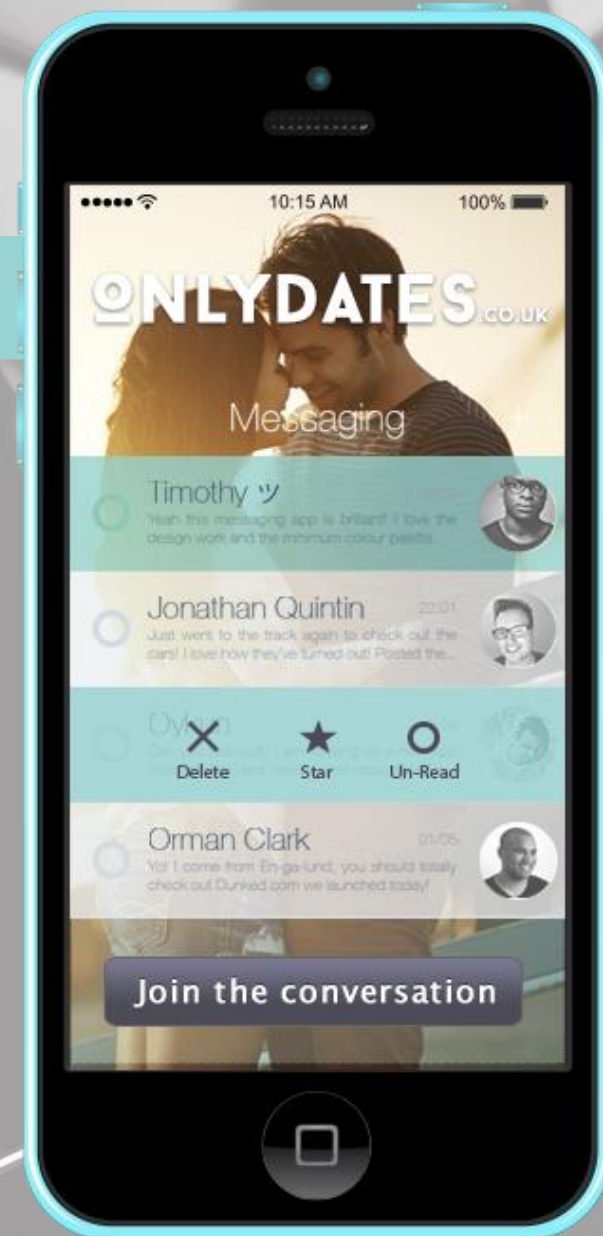 10:15 AM 100%
ONLYDATES.CO.UK
Messaging +
Timothy ツ
Yeah this messaging app is brilliant! I love the
design work and the minimum colour palette.
Jonathan Quintin 22:01
Just went to the track again to check out the
cars! I love how they've turned out! Posted the...
Delete Star Un-Read
Orman Clark 01/05
Yo! I come from En-ga-lund, you should totally
check out Dunked.com we launched today!
Join the conversation